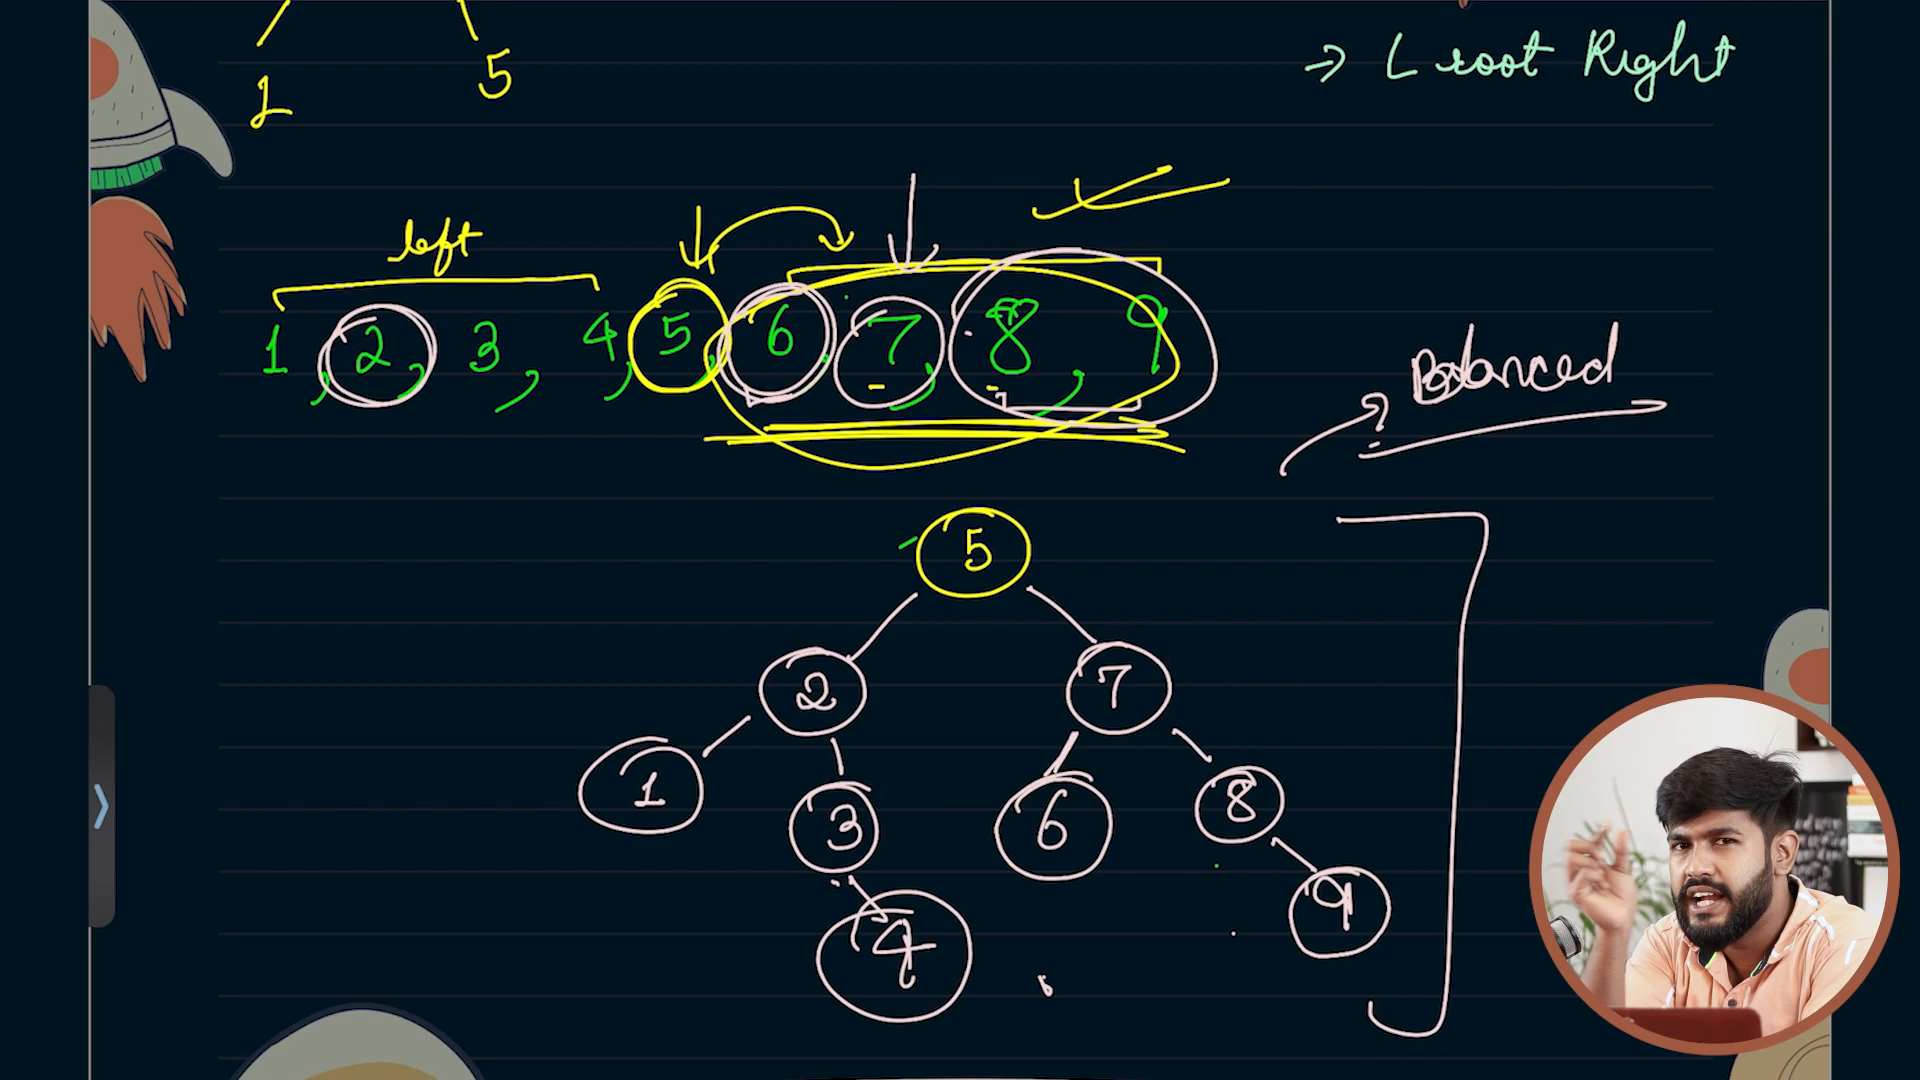 1 5
→ L root Right
left
1, 2, 3, 4, 5, 6, 7, 8, 9
Balanced
5
2 7
1 3 6 8
4 9